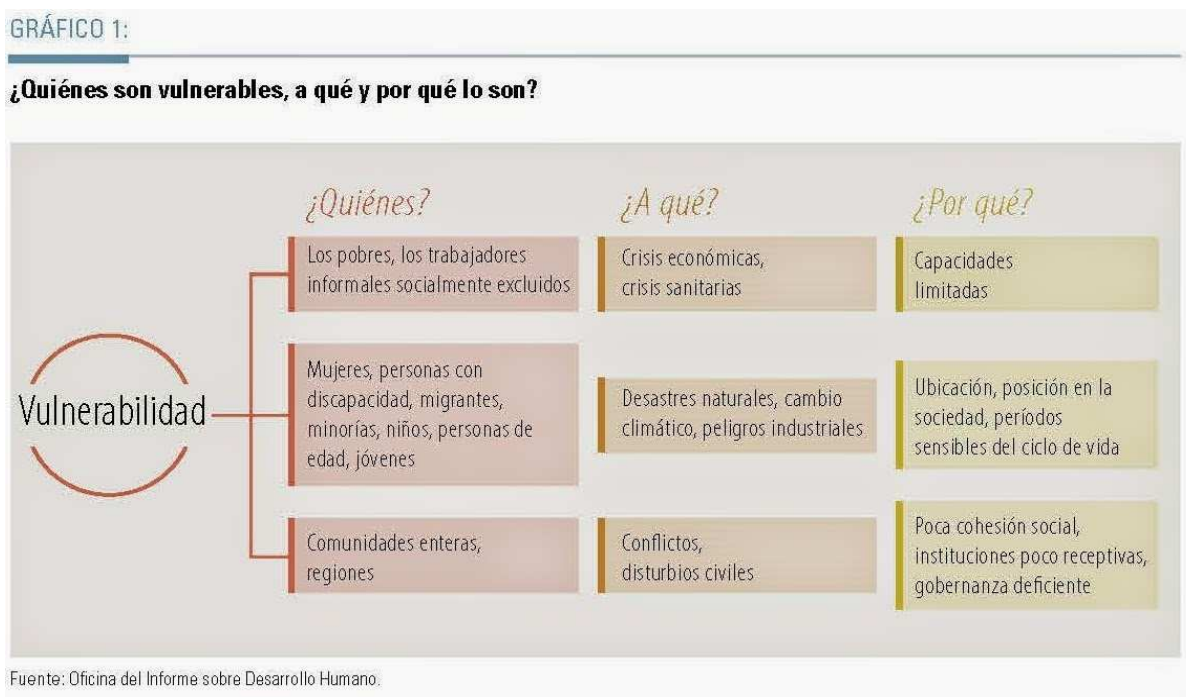 GRÁFICO 1:
¿Quiénes son vulnerables, a qué y por qué lo son?
¿Quiénes?
¿A qué?
¿Por qué?
Vulnerabilidad
Los pobres, los trabajadores
informales socialmente excluidos
Crisis económicas,
crisis sanitarias
Capacidades
limitadas
Mujeres, personas con
discapacidad, migrantes,
minorías, niños, personas de
edad, jóvenes
Desastres naturales, cambio
climático, peligros industriales
Ubicación, posición en la
sociedad, períodos
sensibles del ciclo de vida
Comunidades enteras,
regiones
Conflictos,
disturbios civiles
Poca cohesión social,
instituciones poco receptivas,
gobernanza deficiente
Fuente: Oficina del Informe sobre Desarrollo Humano.